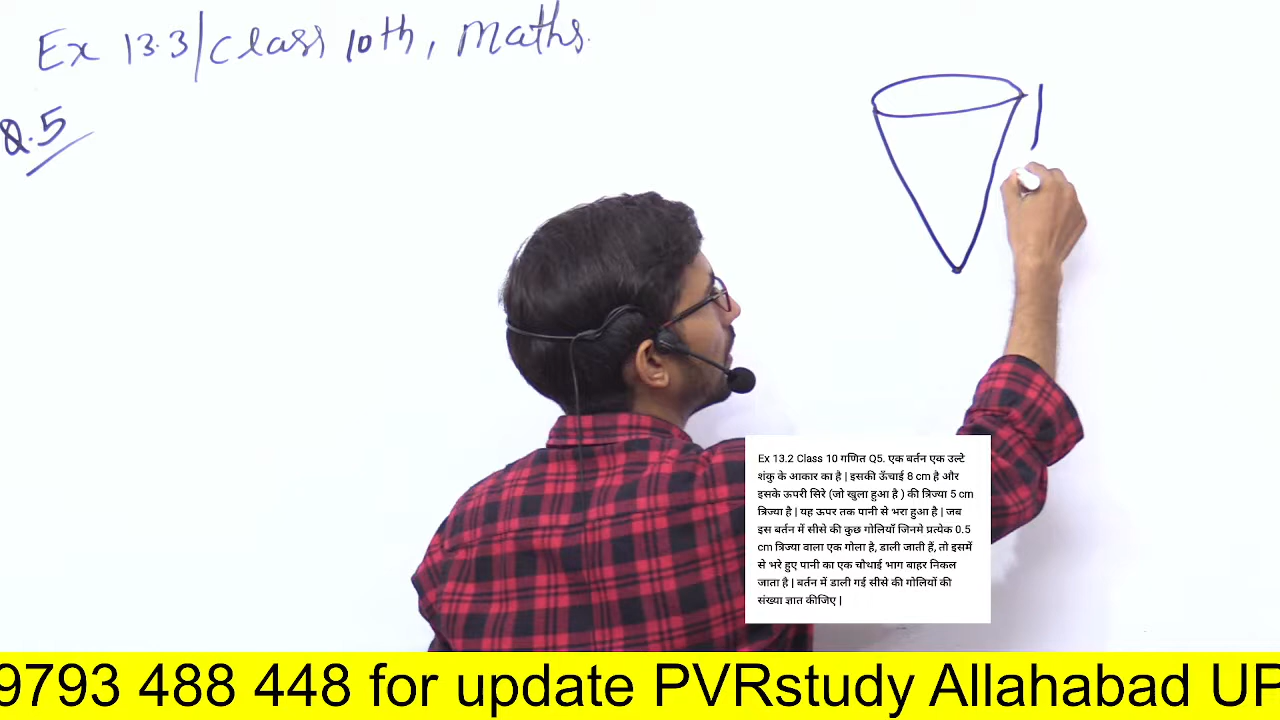 Ex 13.3/Class 10th, Maths.
Q.5
Ex 13.2 Class 10 गणित Q5. एक बर्तन एक उल्टे
शंकु के आकार का है | इसकी ऊँचाई 8 cm है और
इसके ऊपरी सिरे (जो खुला हुआ है ) की त्रिज्या 5 cm
त्रिज्या है | यह ऊपर तक पानी से भरा हुआ है | जब
इस बर्तन में सीसे की कुछ गोलियाँ जिनमे प्रत्येक 0.5
cm त्रिज्या वाला एक गोला है, डाली जाती हैं, तो इसमें
से भरे हुए पानी का एक चौथाई भाग बाहर निकल
जाता है | बर्तन में डाली गई सीसे की गोलियों की
संख्या ज्ञात कीजिए |
9793 488 448 for update PVRstudy Allahabad UP